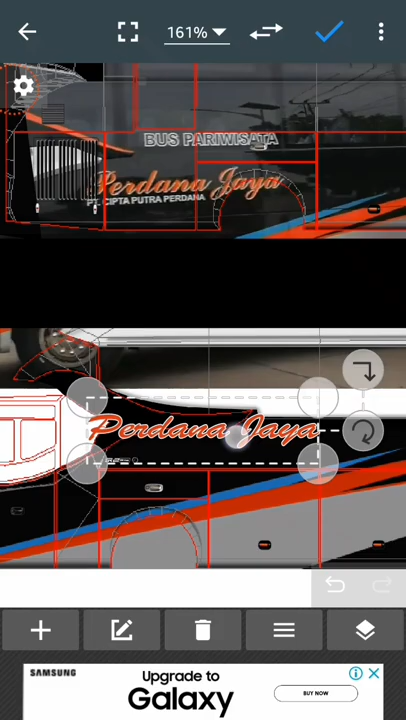 161%
BUS PARIWISATA
Perdana Jaya
PT. CIPTA PUTRA PERDANA
Perdana Jaya
SAMSUNG
Upgrade to
Galaxy
BUY NOW